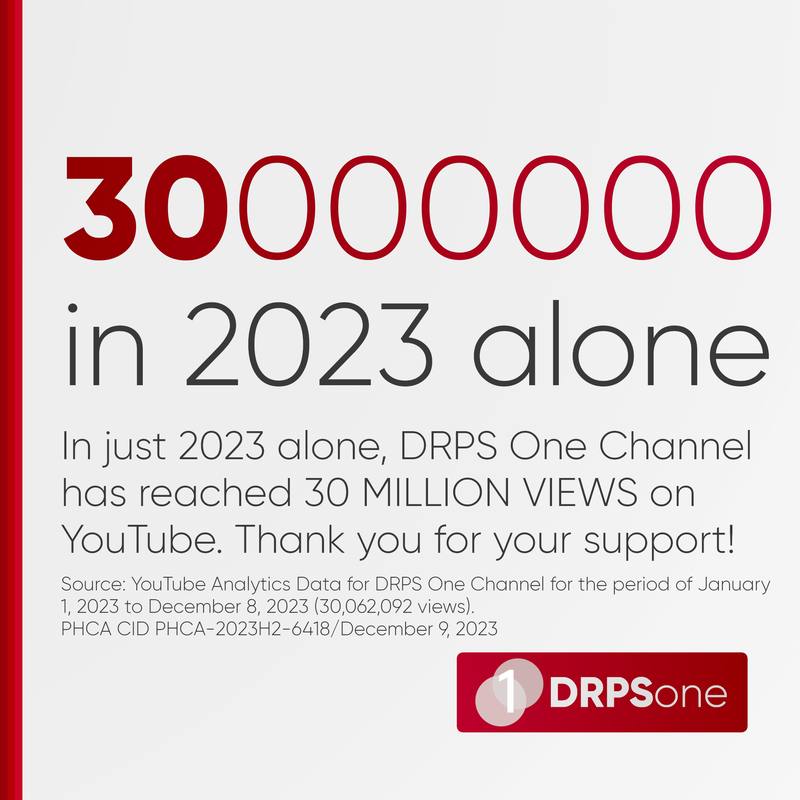 30000000
in 2023 alone
In just 2023 alone, DRPS One Channel
has reached 30 MILLION VIEWS on
YouTube. Thank you for your support!
Source: YouTube Analytics Data for DRPS One Channel for the period of January
1, 2023 to December 8, 2023 (30,062,092 views).
PHCA CID PHCA-2023H2-6418/December 9, 2023
1 DRPSone